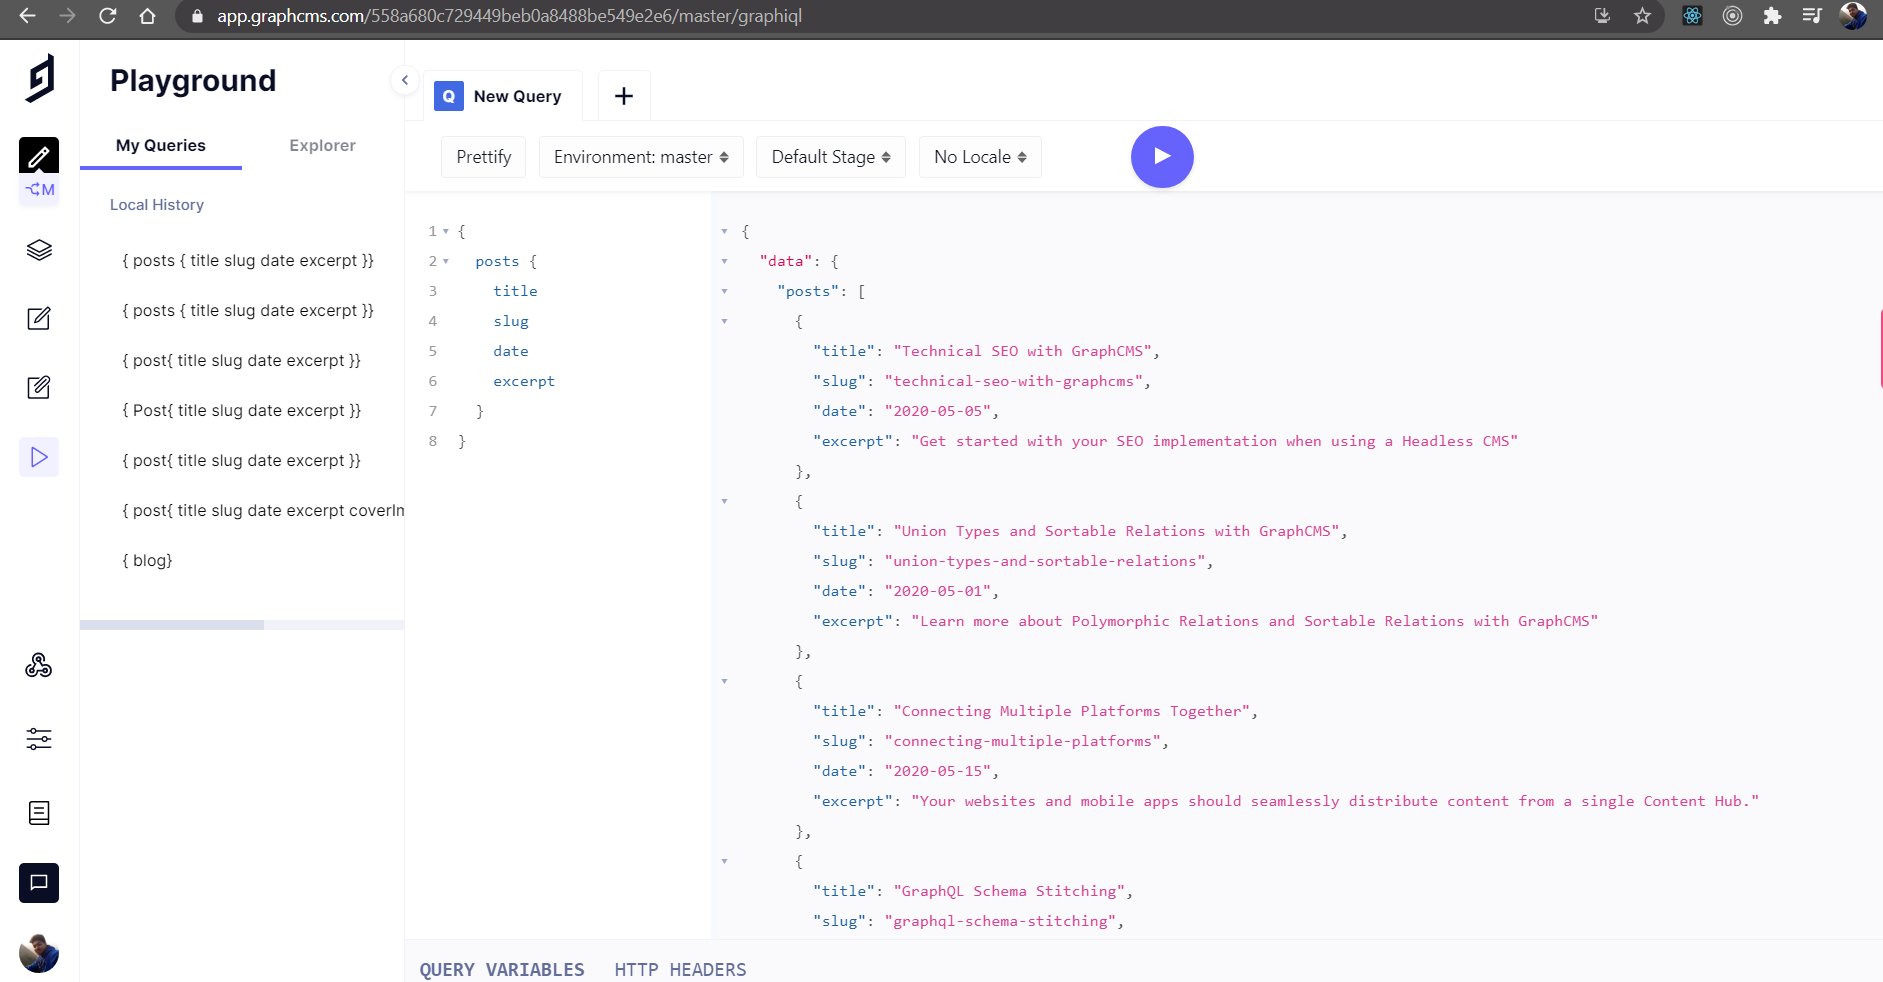 app.graphcms.com/558a680c729449beb0a8488be549e2e6/master/graphiql
Playground
My Queries
Explorer
M
Local History
{ posts { title slug date excerpt }}
{ posts { title slug date excerpt }}
{ post{ title slug date excerpt }}
{ Post{ title slug date excerpt }}
{ post{ title slug date excerpt }}
{ post{ title slug date excerpt coverIm
{ blog}
Q New Query
+
Prettify
Environment: master
Default Stage
No Locale
1 {
2 posts {
3 title
4 slug
5 date
6 excerpt
7 }
8 }
{
"data": {
"posts": [
{
"title": "Technical SEO with GraphCMS",
"slug": "technical-seo-with-graphcms",
"date": "2020-05-05",
"excerpt": "Get started with your SEO implementation when using a Headless CMS"
},
{
"title": "Union Types and Sortable Relations with GraphCMS",
"slug": "union-types-and-sortable-relations",
"date": "2020-05-01",
"excerpt": "Learn more about Polymorphic Relations and Sortable Relations with GraphCMS"
},
{
"title": "Connecting Multiple Platforms Together",
"slug": "connecting-multiple-platforms",
"date": "2020-05-15",
"excerpt": "Your websites and mobile apps should seamlessly distribute content from a single Content Hub."
},
{
"title": "GraphQL Schema Stitching",
"slug": "graphql-schema-stitching",
QUERY VARIABLES
HTTP HEADERS